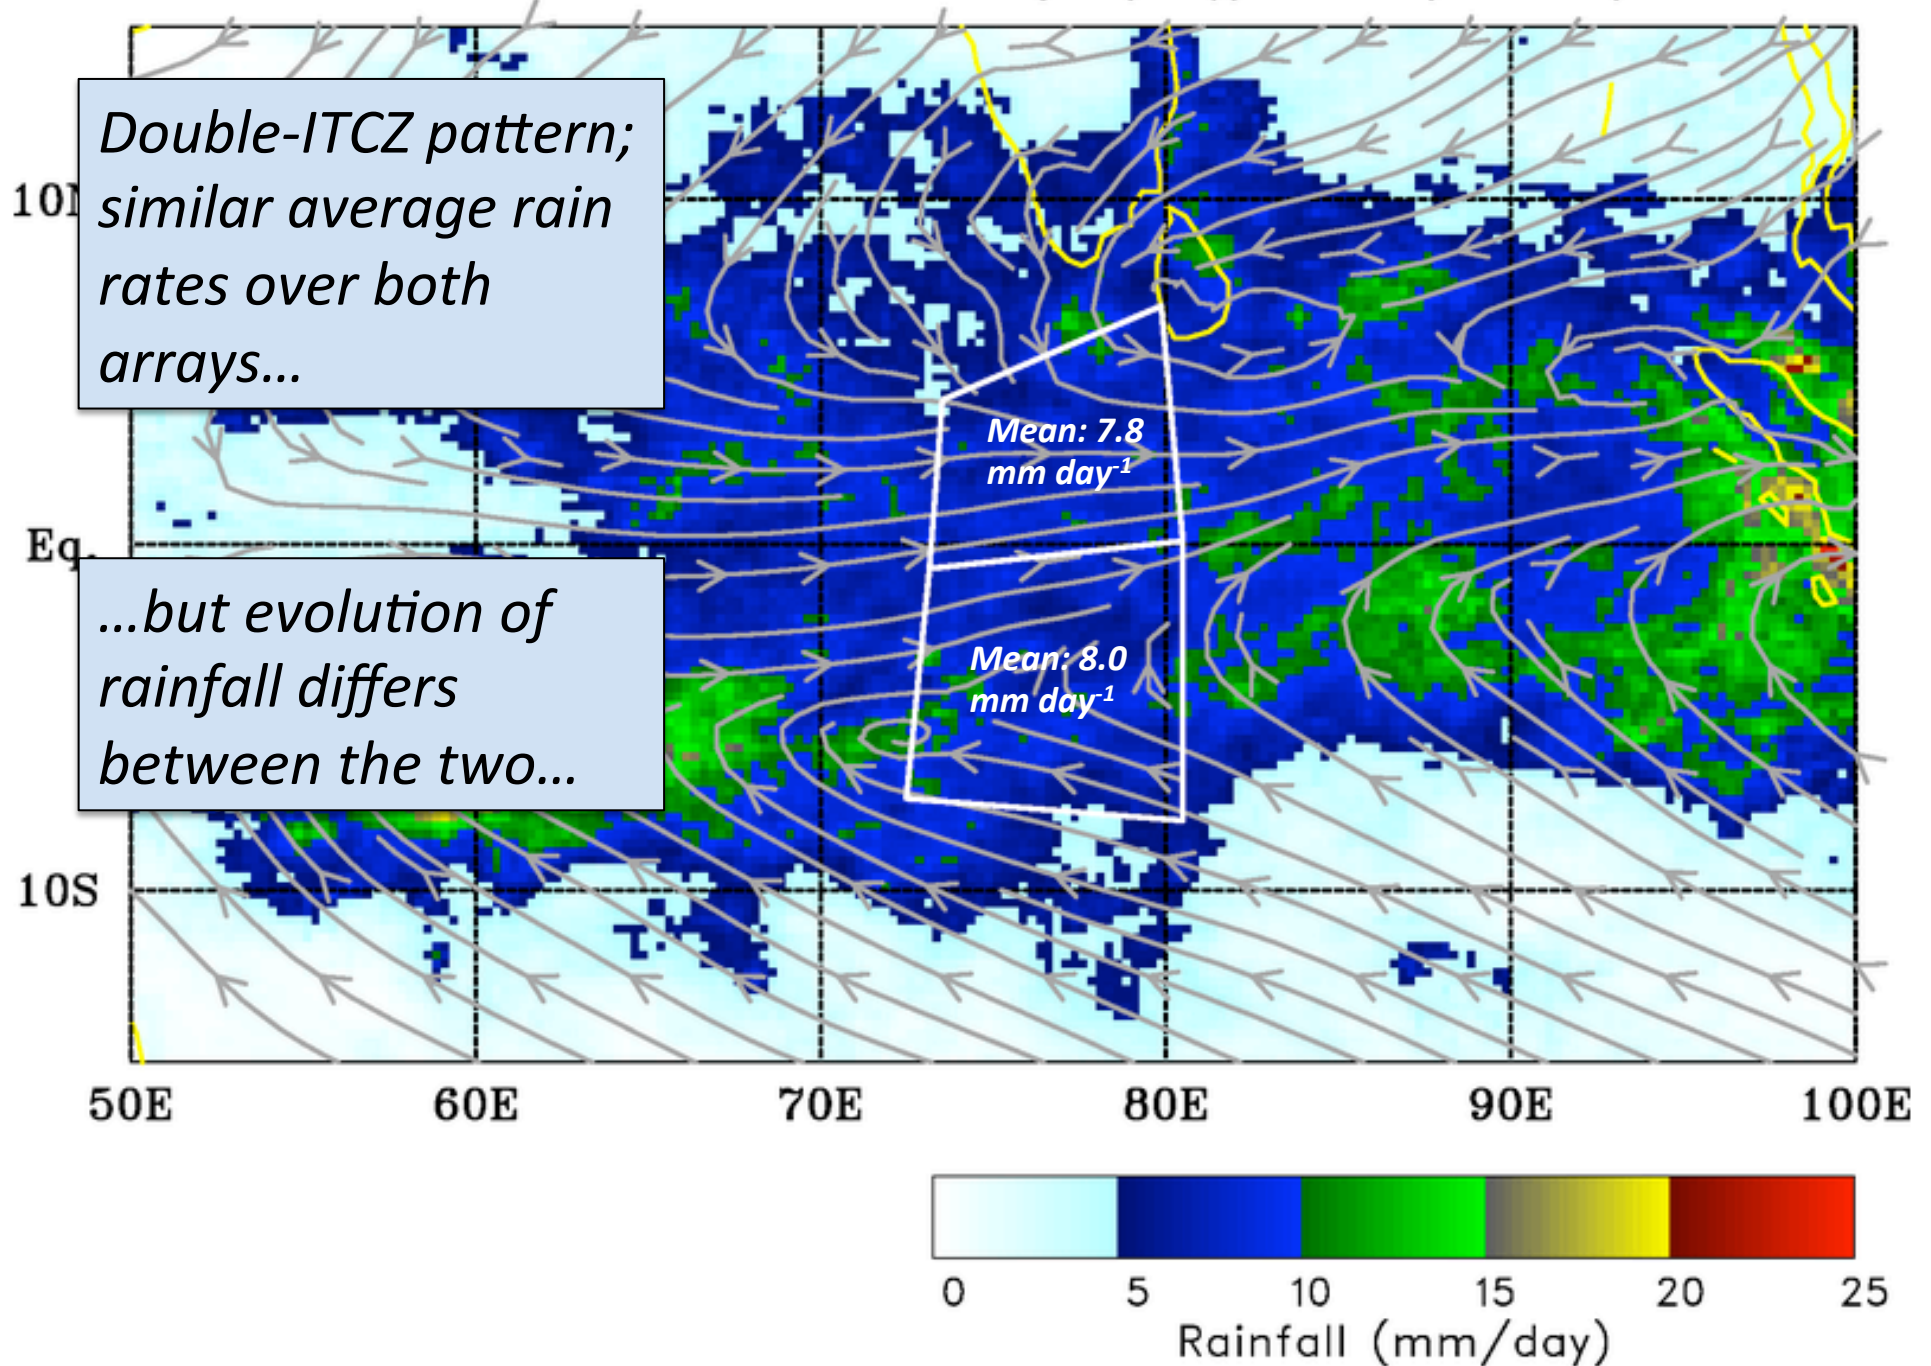 Double-ITCZ pattern;
similar average rain
rates over both
arrays...
10N
Mean: 7.8
mm day-1
Eq.
...but evolution of
rainfall differs
between the two...
Mean: 8.0
mm day-1
10S
50E 60E 70E 80E 90E 100E
0 5 10 15 20 25
Rainfall (mm/day)